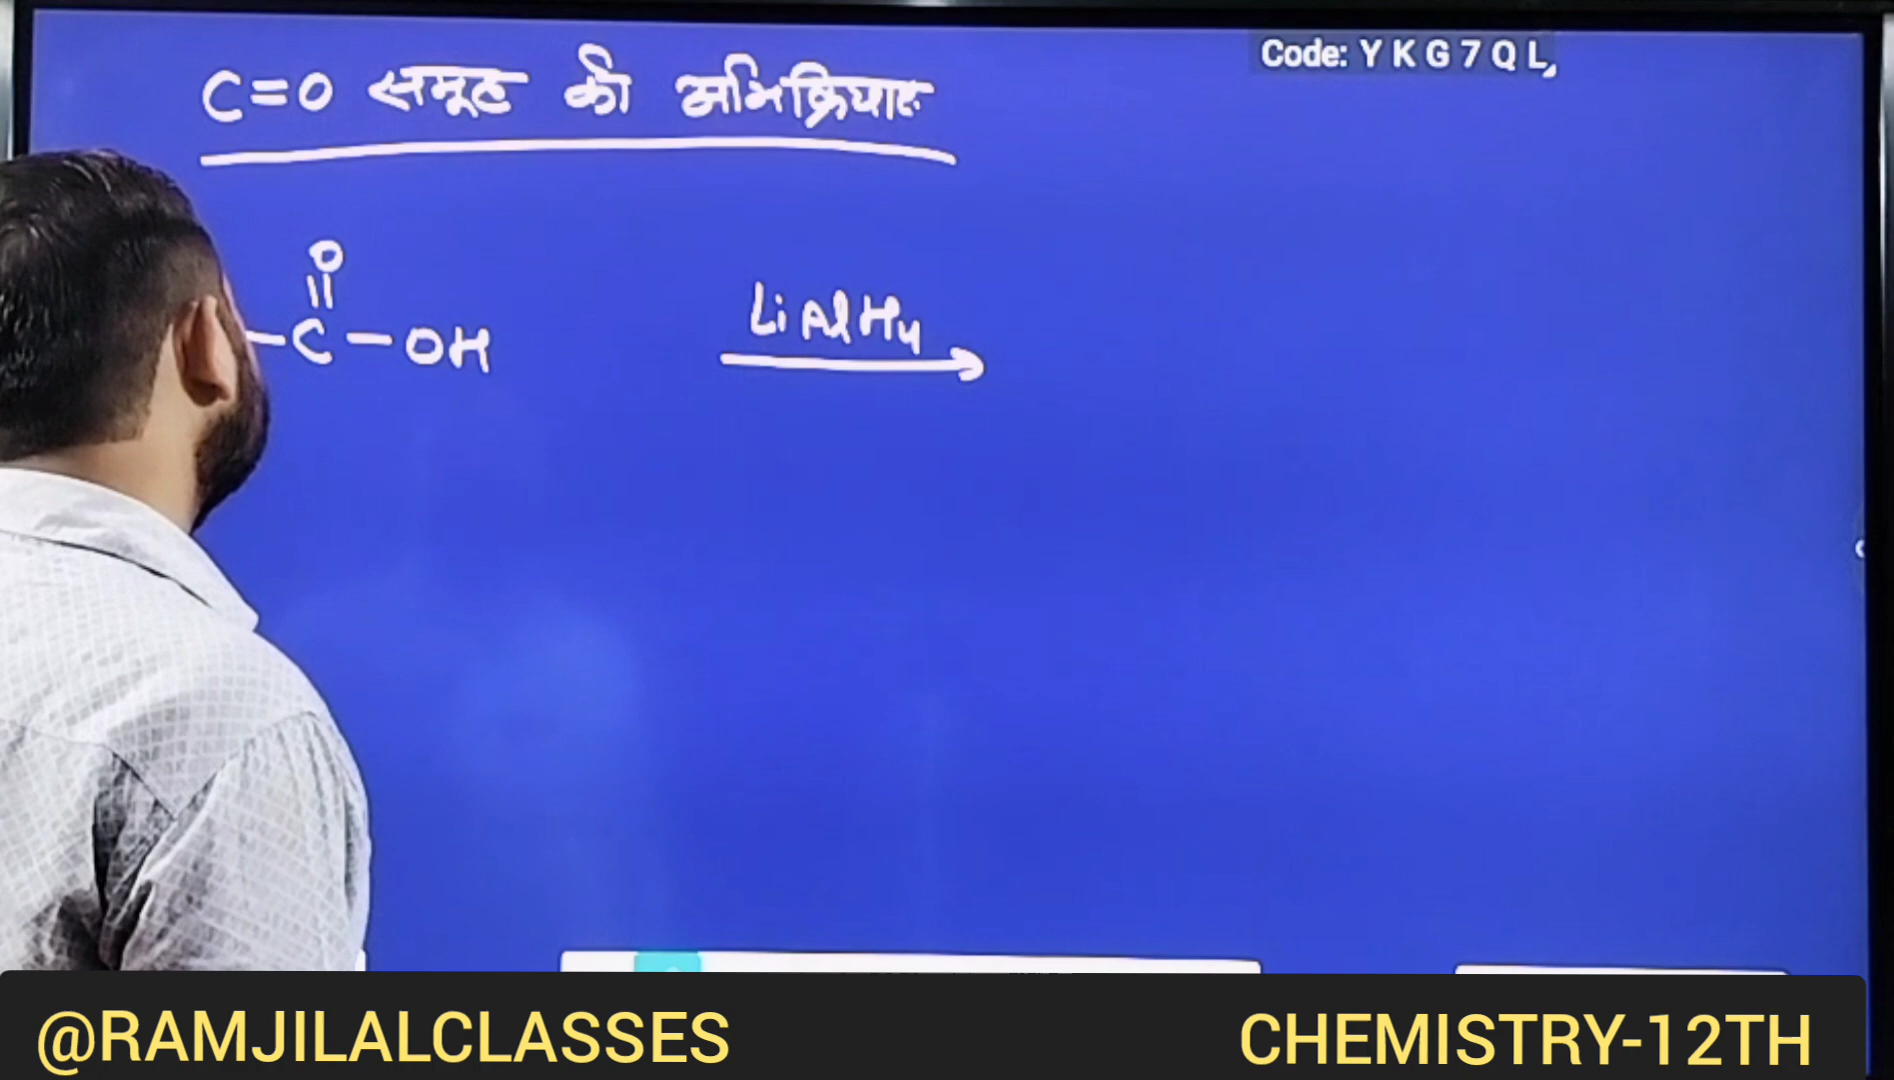 Code: Y K G 7 Q L
C=O समूह की अभिक्रियाए
O
||
-C-OH
LiAlH4
@RAMJILALCLASSES
CHEMISTRY-12TH